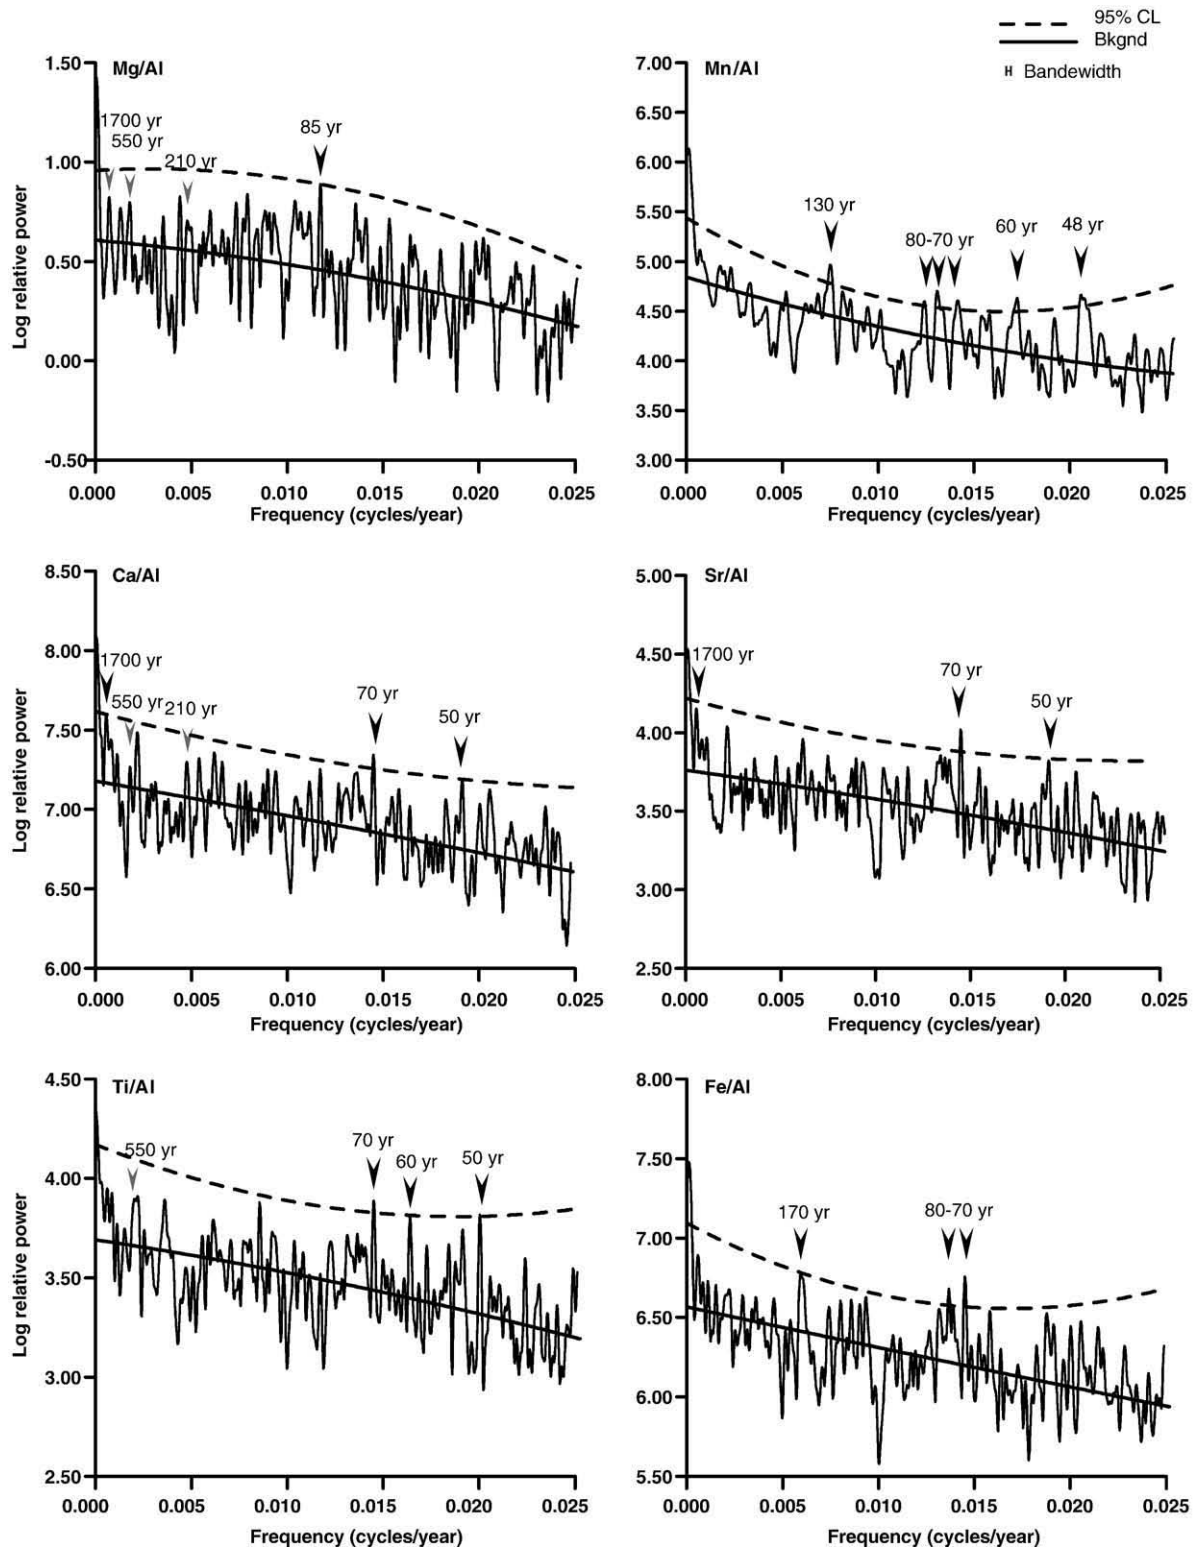 95% CL
Bkgnd
H Bandewidth
Mg/Al
1.50
1.00
0.50
0.00
-0.50
Log relative power
1700 yr
550 yr
210 yr
85 yr
0.000 0.005 0.010 0.015 0.020 0.025
Frequency (cycles/year)
Mn/Al
7.00
6.50
6.00
5.50
5.00
4.50
4.00
3.50
3.00
130 yr
80-70 yr
60 yr
48 yr
0.000 0.005 0.010 0.015 0.020 0.025
Frequency (cycles/year)
Ca/Al
8.50
8.00
7.50
7.00
6.50
6.00
Log relative power
1700 yr
550 yr
210 yr
70 yr
50 yr
0.000 0.005 0.010 0.015 0.020 0.025
Frequency (cycles/year)
Sr/Al
5.00
4.50
4.00
3.50
3.00
2.50
1700 yr
70 yr
50 yr
0.000 0.005 0.010 0.015 0.020 0.025
Frequency (cycles/year)
Ti/Al
4.50
4.00
3.50
3.00
2.50
Log relative power
550 yr
70 yr
60 yr
50 yr
0.000 0.005 0.010 0.015 0.020 0.025
Frequency (cycles/year)
Fe/Al
8.00
7.50
7.00
6.50
6.00
5.50
170 yr
80-70 yr
0.000 0.005 0.010 0.015 0.020 0.025
Frequency (cycles/year)